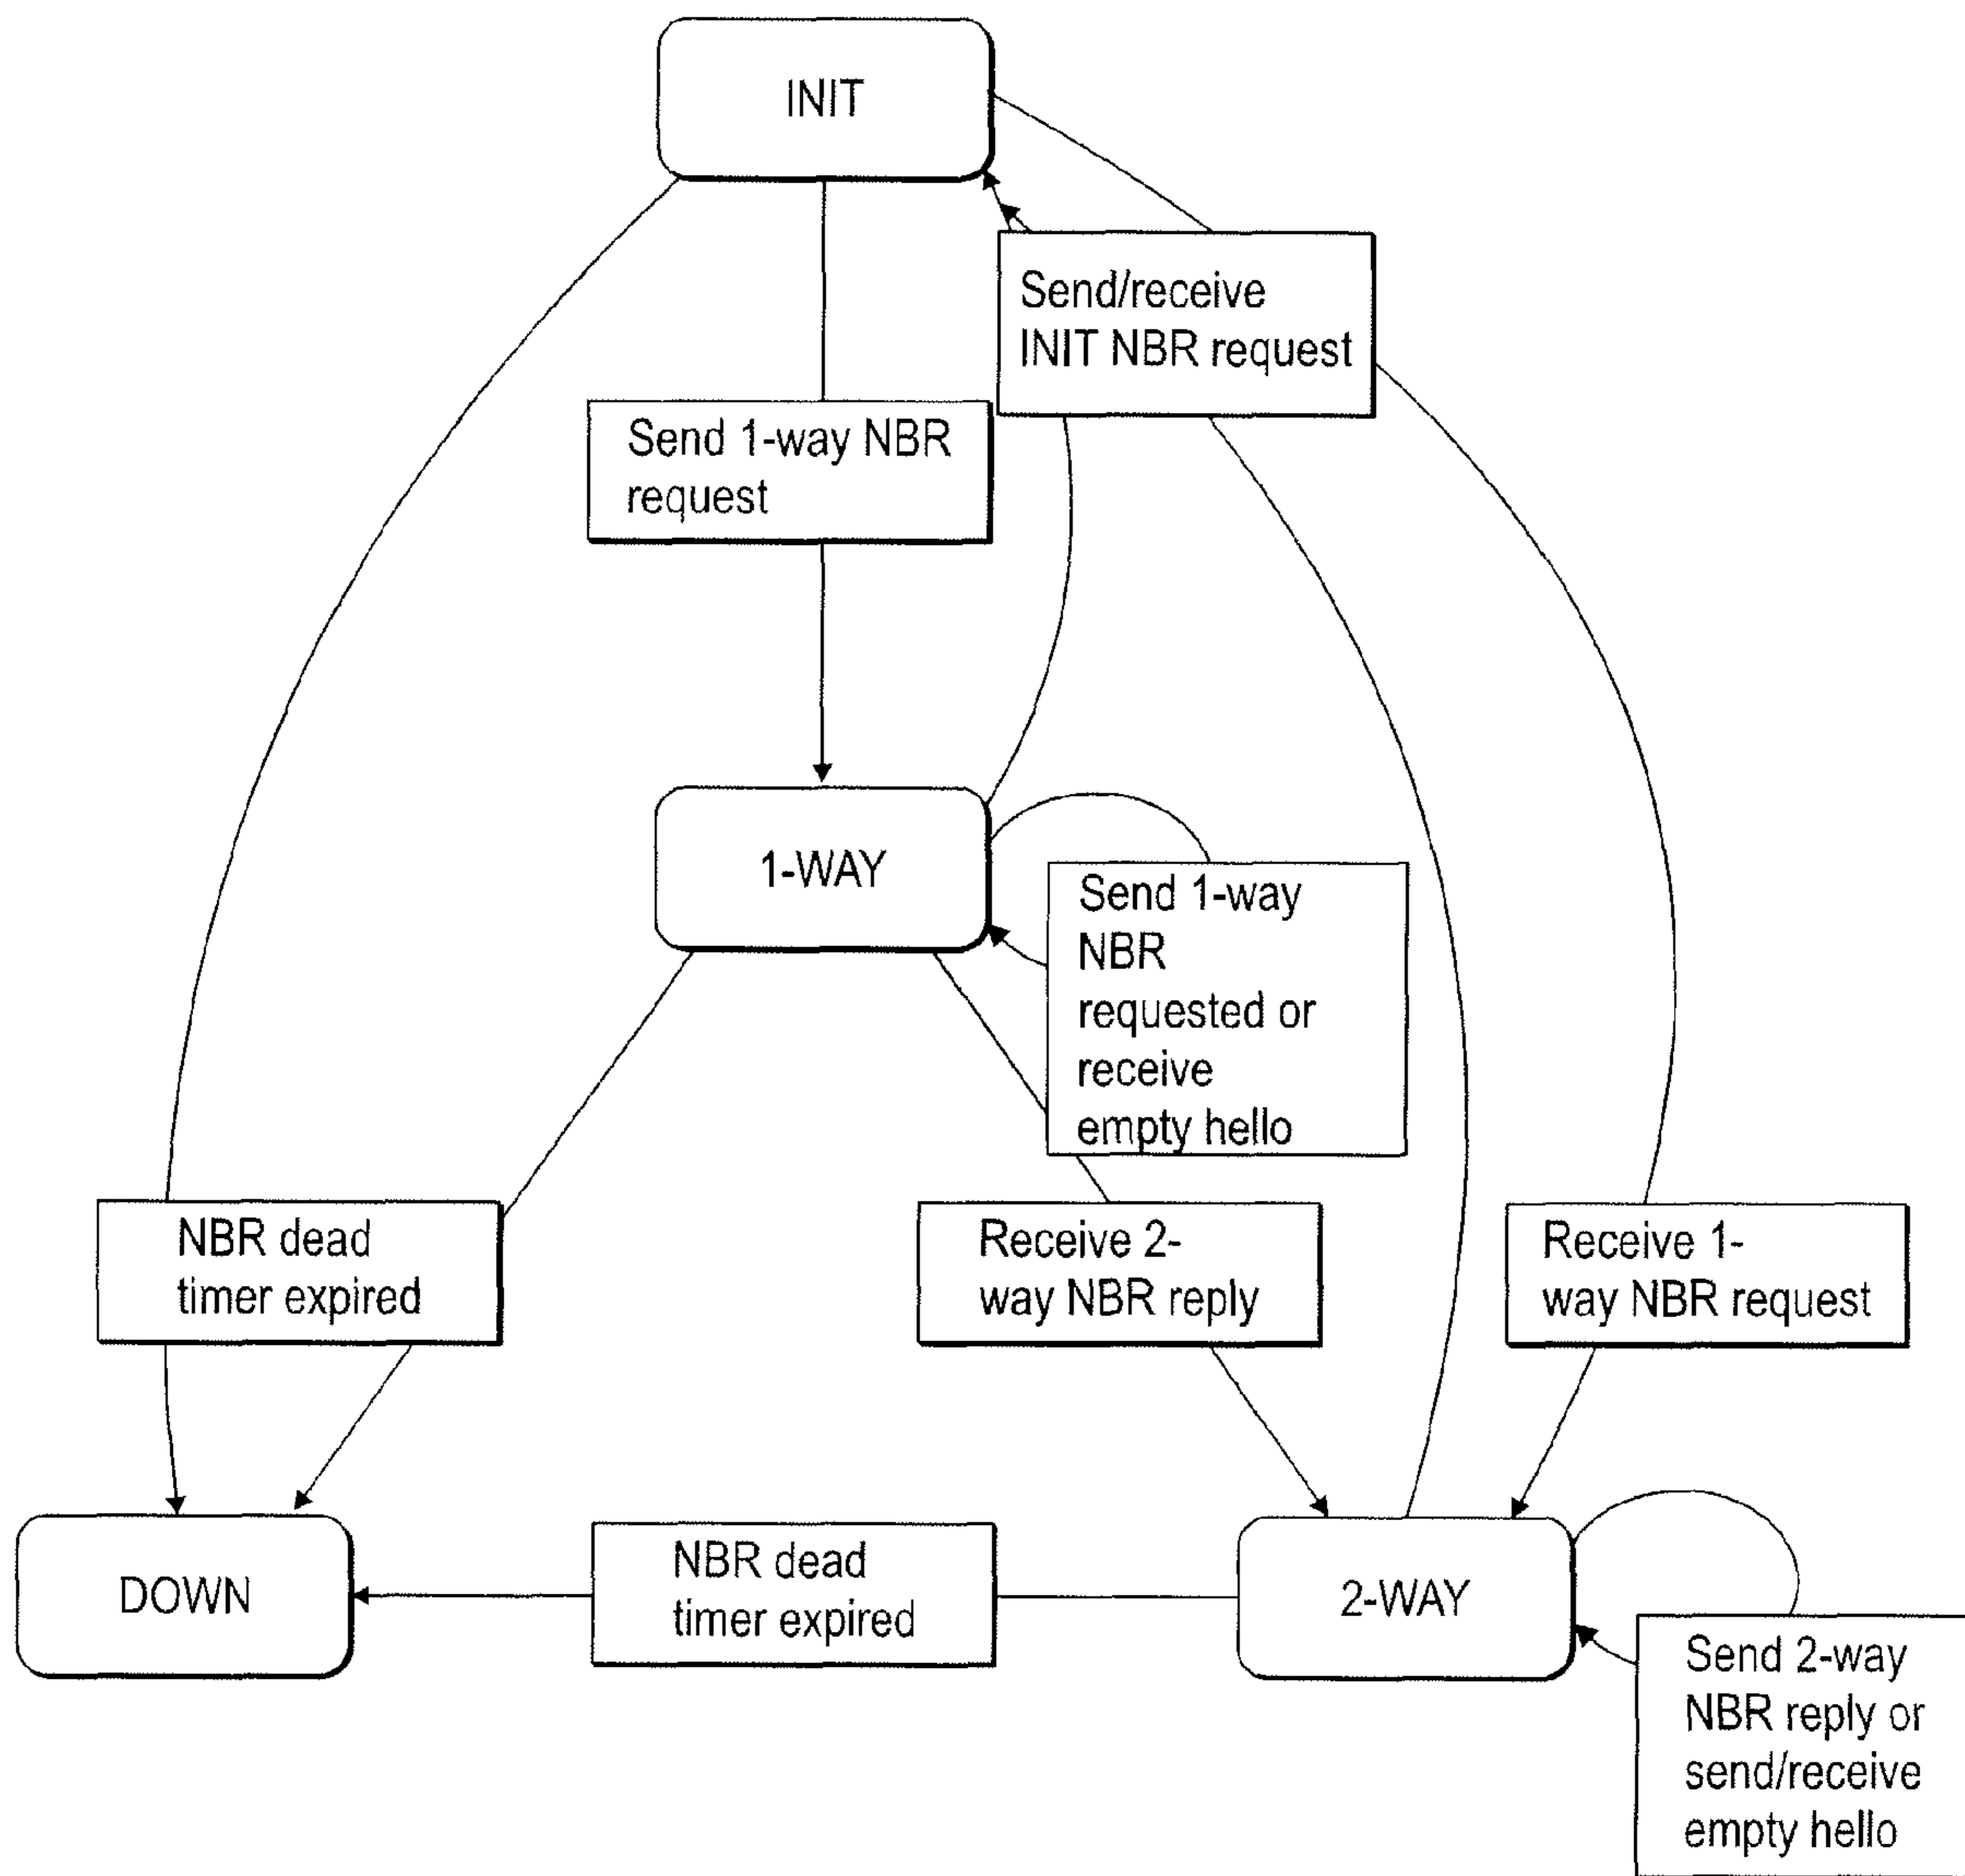 INIT
Send/receive
INIT NBR request
Send 1-way NBR
request
1-WAY
Send 1-way
NBR
requested or
receive
empty hello
NBR dead
timer expired
Receive 2-
way NBR reply
Receive 1-
way NBR request
DOWN
NBR dead
timer expired
2-WAY
Send 2-way
NBR reply or
send/receive
empty hello